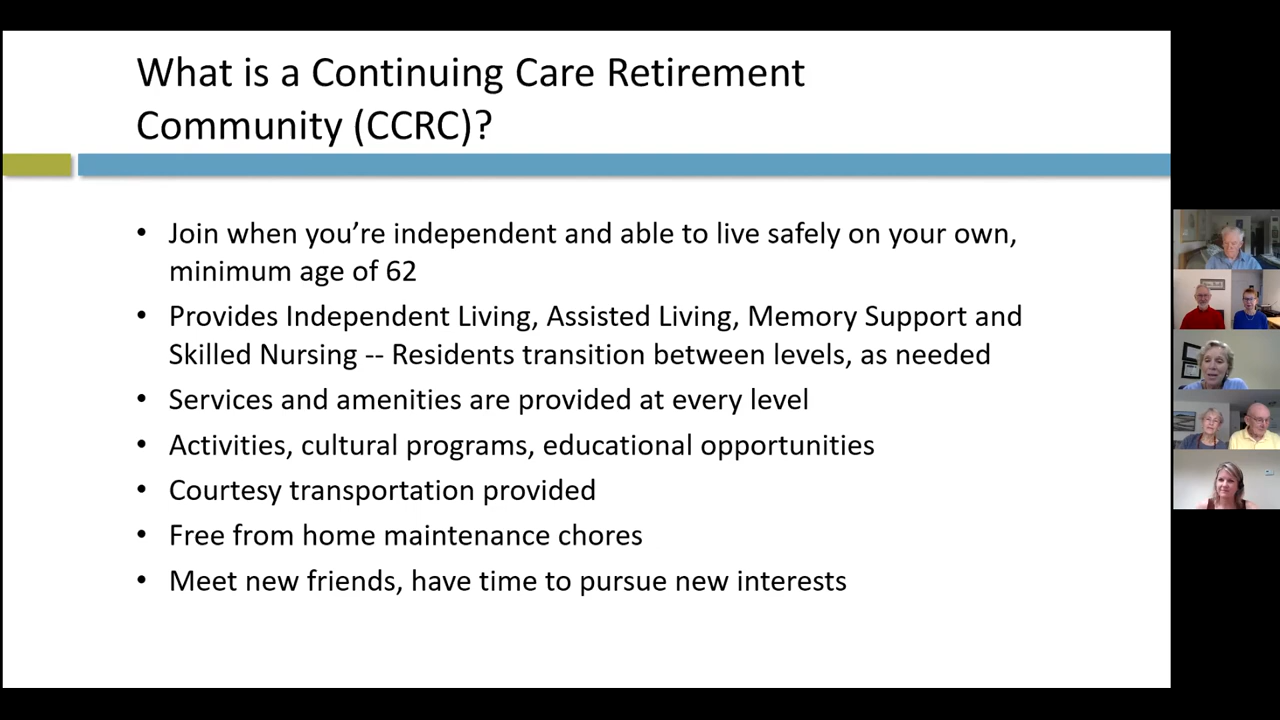 What is a Continuing Care Retirement
Community (CCRC)?
• Join when you’re independent and able to live safely on your own,
minimum age of 62
• Provides Independent Living, Assisted Living, Memory Support and
Skilled Nursing -- Residents transition between levels, as needed
• Services and amenities are provided at every level
• Activities, cultural programs, educational opportunities
• Courtesy transportation provided
• Free from home maintenance chores
• Meet new friends, have time to pursue new interests